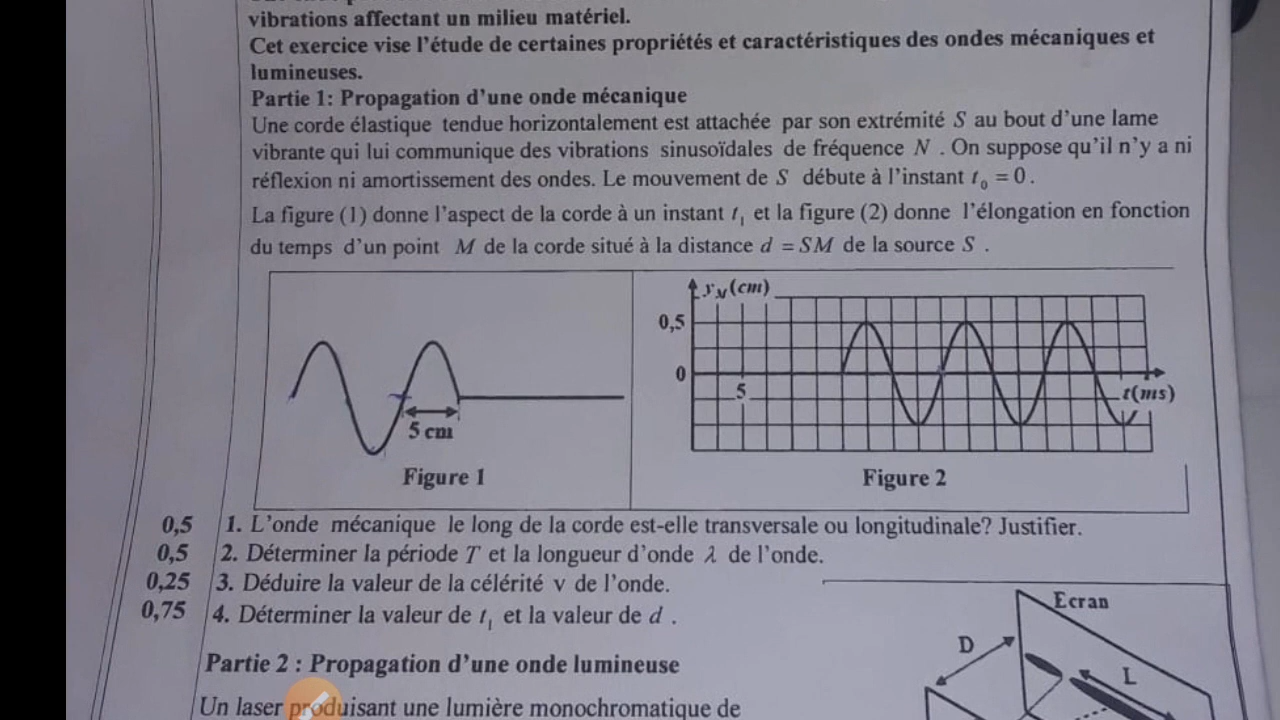 vibrations affectant un milieu matériel.
Cet exercice vise l'étude de certaines propriétés et caractéristiques des ondes mécaniques et
lumineuses.
Partie 1: Propagation d'une onde mécanique
Une corde élastique tendue horizontalement est attachée par son extrémité S au bout d'une lame
vibrante qui lui communique des vibrations sinusoïdales de fréquence N . On suppose qu'il n'y a ni
réflexion ni amortissement des ondes. Le mouvement de S débute à l'instant t₀ = 0 .
La figure (1) donne l'aspect de la corde à un instant t₁ et la figure (2) donne l'élongation en fonction
du temps d'un point M de la corde situé à la distance d = SM de la source S .
5 cm
Figure 1
y_M (cm)
0,5
0
5
t(ms)
Figure 2
0,5 1. L'onde mécanique le long de la corde est-elle transversale ou longitudinale? Justifier.
0,5 2. Déterminer la période T et la longueur d'onde λ de l'onde.
0,25 3. Déduire la valeur de la célérité v de l'onde.
0,75 4. Déterminer la valeur de t₁ et la valeur de d .
Partie 2 : Propagation d'une onde lumineuse
Un laser produisant une lumière monochromatique de
Ecran
D
L